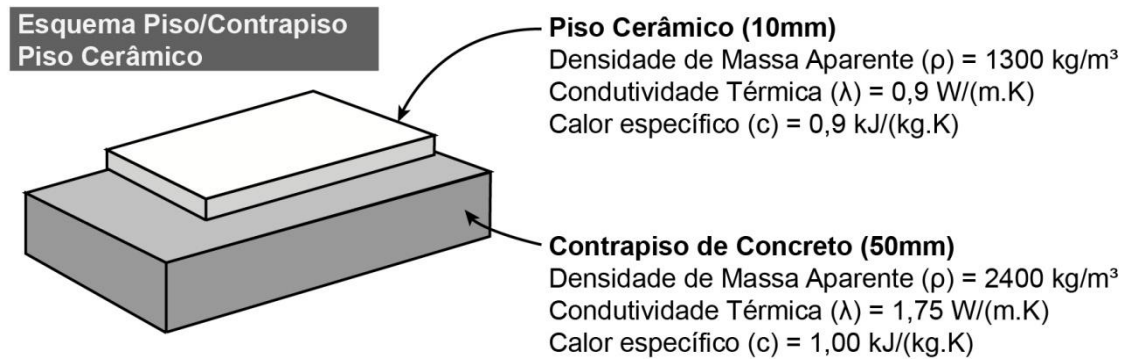 Esquema Piso/Contrapiso
Piso Cerâmico
Piso Cerâmico (10mm)
Densidade de Massa Aparente (ρ) = 1300 kg/m³
Condutividade Térmica (λ) = 0,9 W/(m.K)
Calor específico (c) = 0,9 kJ/(kg.K)
Contrapiso de Concreto (50mm)
Densidade de Massa Aparente (ρ) = 2400 kg/m³
Condutividade Térmica (λ) = 1,75 W/(m.K)
Calor específico (c) = 1,00 kJ/(kg.K)